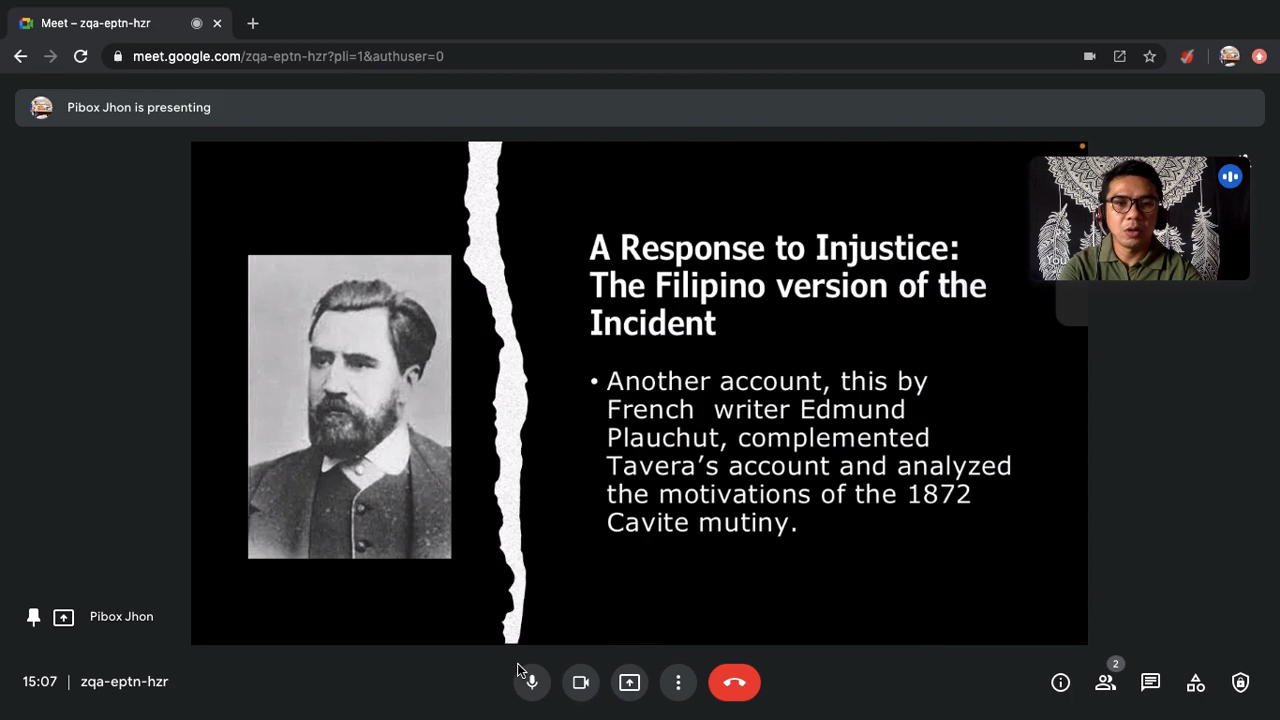 Meet – zqa-eptn-hzr
meet.google.com/zqa-eptn-hzr?pli=1&authuser=0
Pibox Jhon is presenting
A Response to Injustice:
The Filipino version of the
Incident
• Another account, this by
French writer Edmund
Plauchut, complemented
Tavera's account and analyzed
the motivations of the 1872
Cavite mutiny.
You
Pibox Jhon
15:07 | zqa-eptn-hzr
2